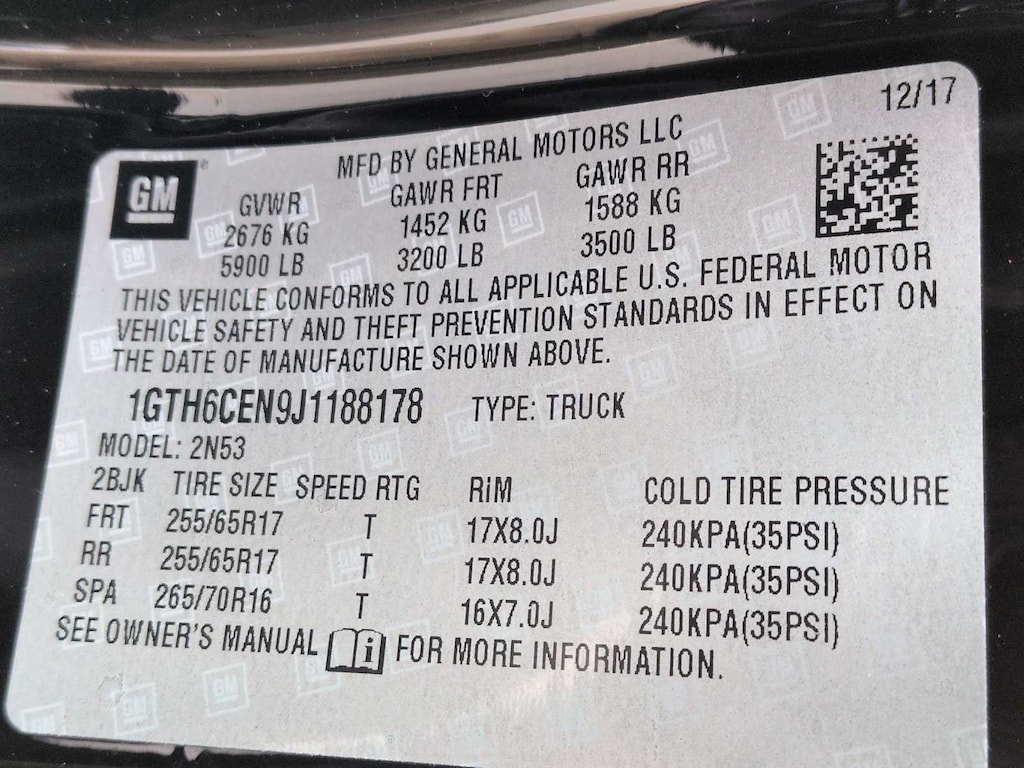 12/17
GM ®
MFD BY GENERAL MOTORS LLC
GVWR GAWR FRT GAWR RR
2676 KG 1452 KG 1588 KG
5900 LB 3200 LB 3500 LB
THIS VEHICLE CONFORMS TO ALL APPLICABLE U.S. FEDERAL MOTOR
VEHICLE SAFETY AND THEFT PREVENTION STANDARDS IN EFFECT ON
THE DATE OF MANUFACTURE SHOWN ABOVE.
1GTH6CEN9J1188178 TYPE: TRUCK
MODEL: 2N53
2BJK TIRE SIZE SPEED RTG RiM COLD TIRE PRESSURE
FRT 255/65R17 T 17X8.0J 240KPA(35PSI)
RR 255/65R17 T 17X8.0J 240KPA(35PSI)
SPA 265/70R16 T 16X7.0J 240KPA(35PSI)
SEE OWNER'S MANUAL i FOR MORE INFORMATION.